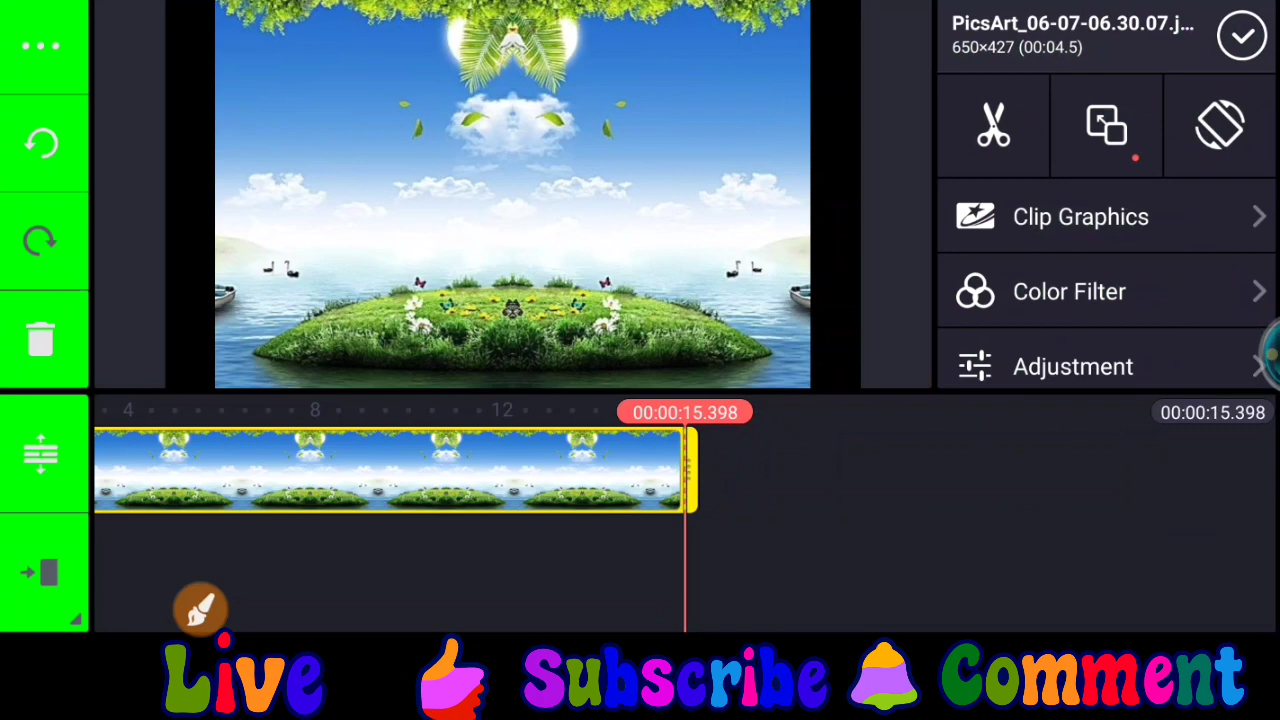 PicsArt_06-07-06.30.07.j...
650×427 (00:04.5)
Clip Graphics
Color Filter
Adjustment
4 8 12
00:00:15.398
00:00:15.398
Live Subscribe Comment